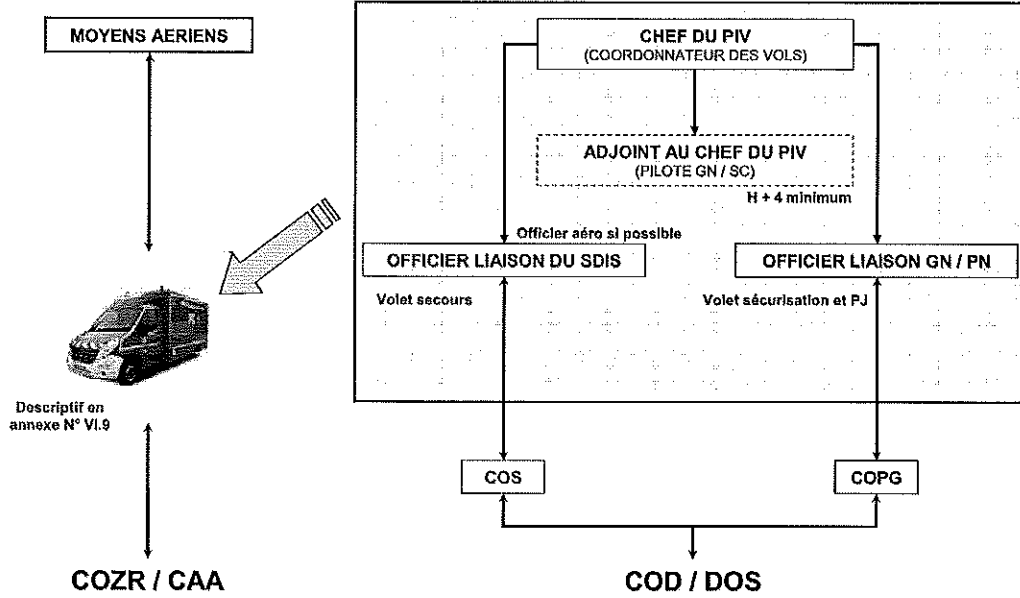 MOYENS AERIENS
CHEF DU PIV
(COORDONNATEUR DES VOLS)
ADJOINT AU CHEF DU PIV
(PILOTE GN / SC)
H + 4 minimum
Officier aéro si possible
OFFICIER LIAISON DU SDIS
OFFICIER LIAISON GN / PN
Volet secours
Volet sécurisation et PJ
Descriptif en
annexe N° VI.9
COS
COPG
COZR / CAA
COD / DOS